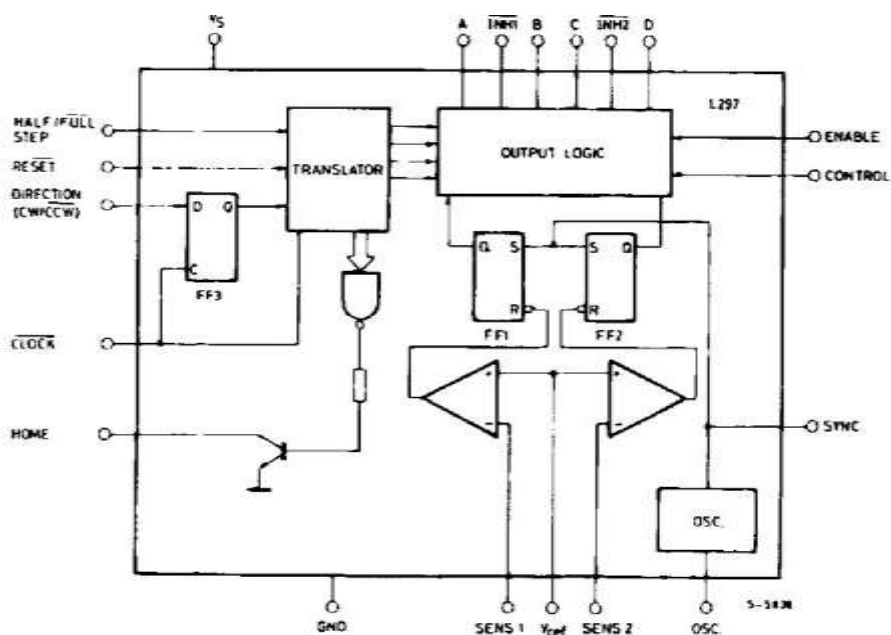 VS
A INH1 B C INH2 D
L297
HALF/FULL
STEP
RESET
DIRECTION
(CW/CCW)
CLOCK
HOME
TRANSLATOR
OUTPUT LOGIC
ENABLE
CONTROL
D Q
C
FF3
Q S
R
FF1
S Q
R
FF2
+
-
+
-
SYNC
OSC.
GND
SENS 1
Vref
SENS 2
OSC.
S-5838